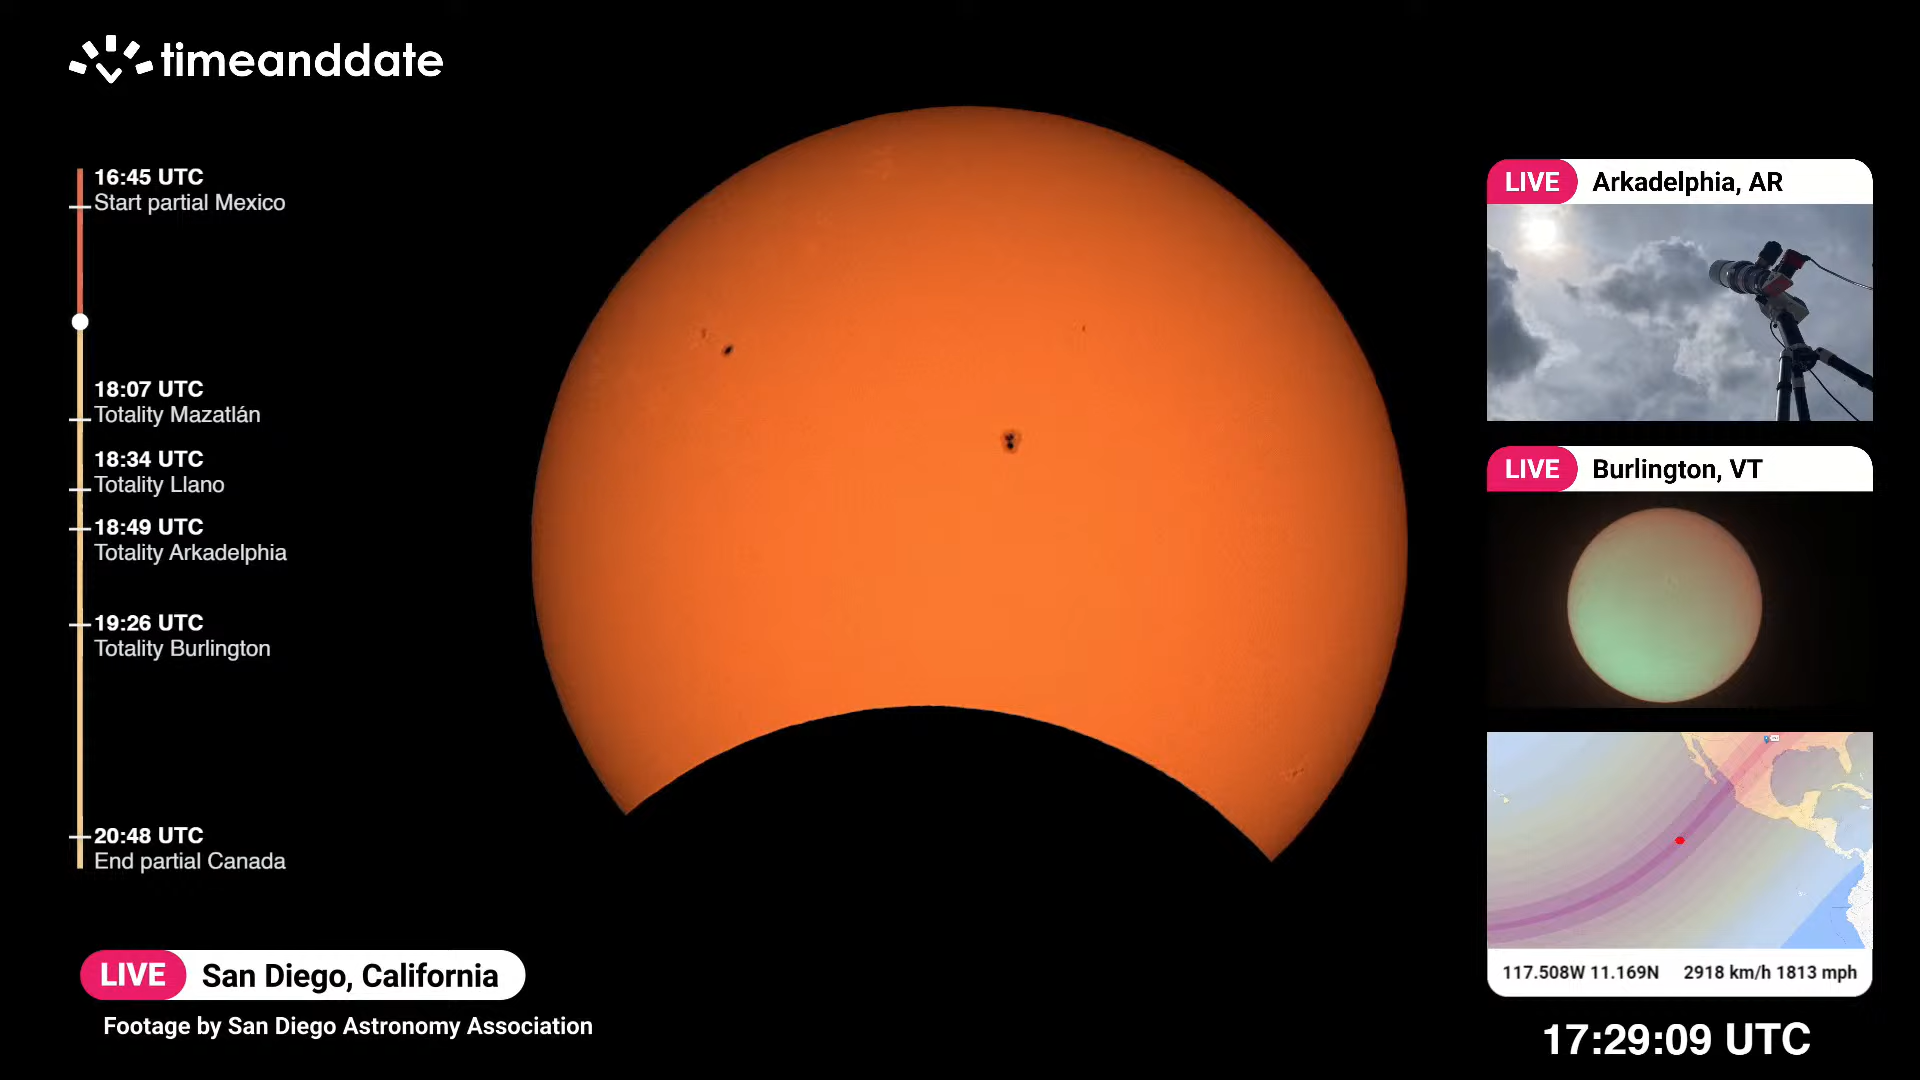 timeanddate
16:45 UTC
Start partial Mexico
18:07 UTC
Totality Mazatlán
18:34 UTC
Totality Llano
18:49 UTC
Totality Arkadelphia
19:26 UTC
Totality Burlington
20:48 UTC
End partial Canada
LIVE San Diego, California
Footage by San Diego Astronomy Association
LIVE Arkadelphia, AR
LIVE Burlington, VT
117.508W 11.169N 2918 km/h 1813 mph
17:29:09 UTC